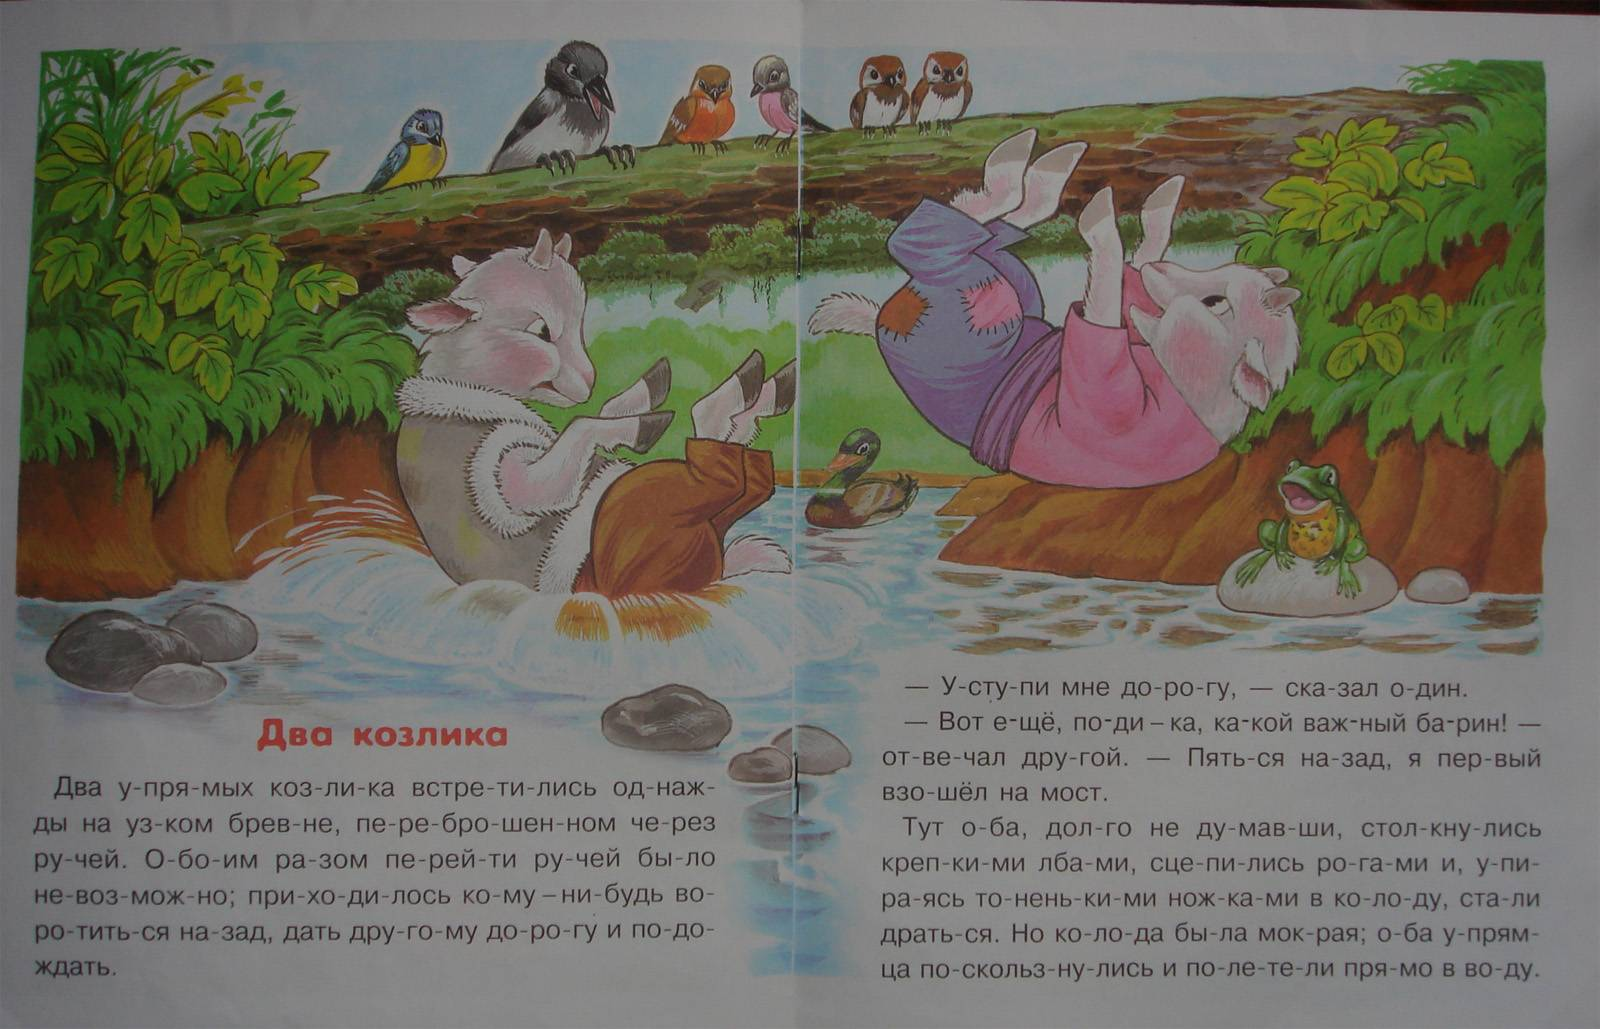 Два козлика
Два у-пря-мых коз-ли-ка встре-ти-лись од-наж-
ды на уз-ком брев-не, пе-ре-бро-шен-ном че-рез
ру-чей. О-бо-им ра-зом пе-рей-ти ру-чей бы-ло
не-воз-мож-но; при-хо-ди-лось ко-му – ни-будь во-
ро-тить-ся на-зад, дать дру-го-му до-ро-гу и по-до-
ждать.
— У-сту-пи мне до-ро-гу, — ска-зал о-дин.
— Вот е-щё, по-ди – ка, ка-кой важ-ный ба-рин! —
от-ве-чал дру-гой. — Пять-ся на-зад, я пер-вый
взо-шёл на мост.
Тут о-ба, дол-го не ду-мав-ши, стол-кну-лись
креп-ки-ми лба-ми, сце-пи-лись ро-га-ми и, у-пи-
ра-ясь то-нень-ки-ми нож-ка-ми в ко-ло-ду, ста-ли
драть-ся. Но ко-ло-да бы-ла мок-рая; о-ба у-прям-
ца по-сколь-зну-лись и по-ле-те-ли пря-мо в во-ду.